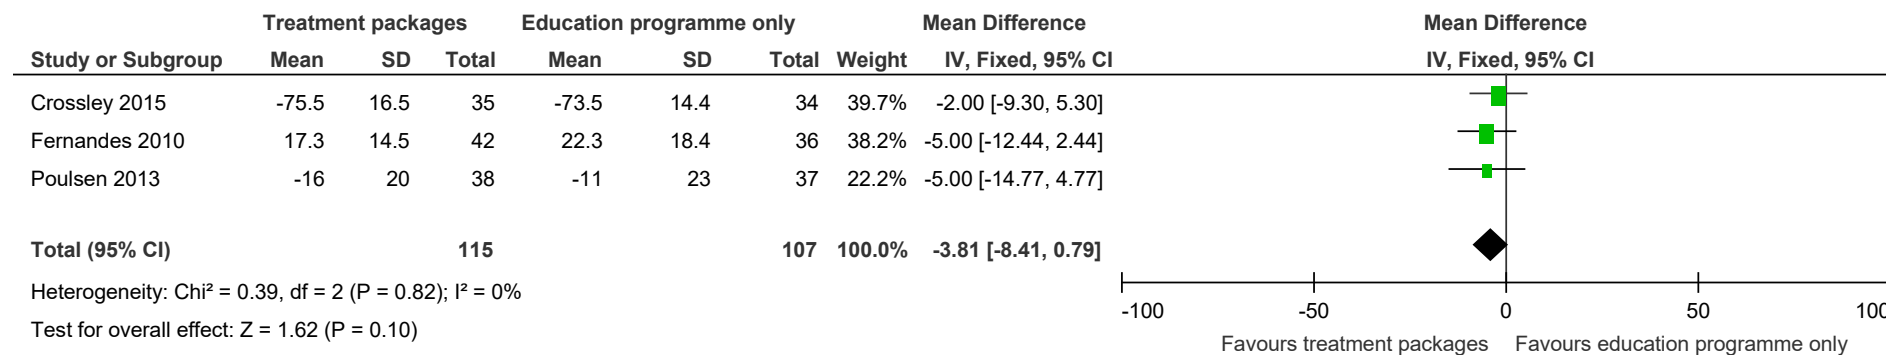 Treatment packages Education programme only Mean Difference Mean Difference
Study or Subgroup Mean SD Total Mean SD Total Weight IV, Fixed, 95% CI IV, Fixed, 95% CI
Crossley 2015 -75.5 16.5 35 -73.5 14.4 34 39.7% -2.00 [-9.30, 5.30]
Fernandes 2010 17.3 14.5 42 22.3 18.4 36 38.2% -5.00 [-12.44, 2.44]
Poulsen 2013 -16 20 38 -11 23 37 22.2% -5.00 [-14.77, 4.77]
Total (95% CI) 115 107 100.0% -3.81 [-8.41, 0.79]
Heterogeneity: Chi² = 0.39, df = 2 (P = 0.82); I² = 0%
Test for overall effect: Z = 1.62 (P = 0.10)
-100 -50 0 50 100
Favours treatment packages Favours education programme only